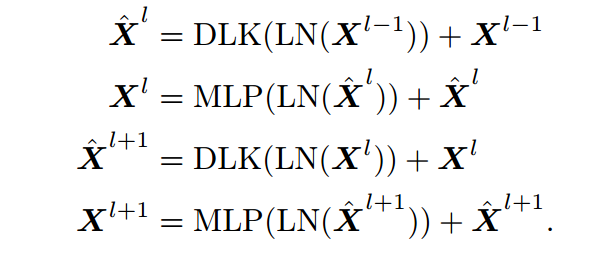 X̂^l = DLK(LN(X^{l−1})) + X^{l−1}
X^l = MLP(LN(X̂^l)) + X̂^l
X̂^{l+1} = DLK(LN(X^l)) + X^l
X^{l+1} = MLP(LN(X̂^{l+1})) + X̂^{l+1}.